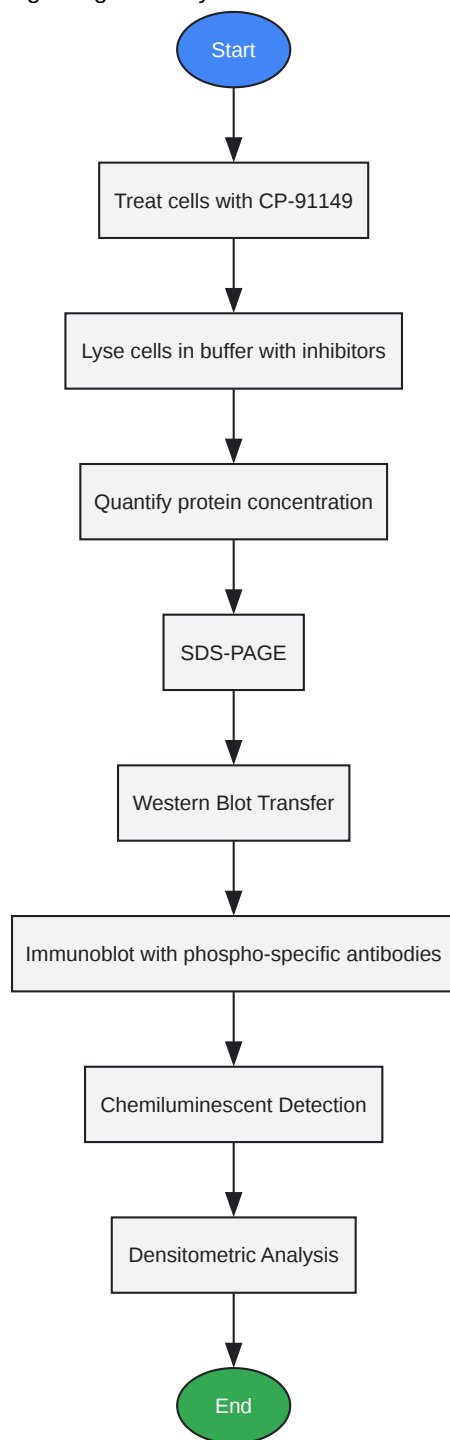 Start
Treat cells with CP-91149
Lyse cells in buffer with inhibitors
Quantify protein concentration
SDS-PAGE
Western Blot Transfer
Immunoblot with phospho-specific antibodies
Chemiluminescent Detection
Densitometric Analysis
End